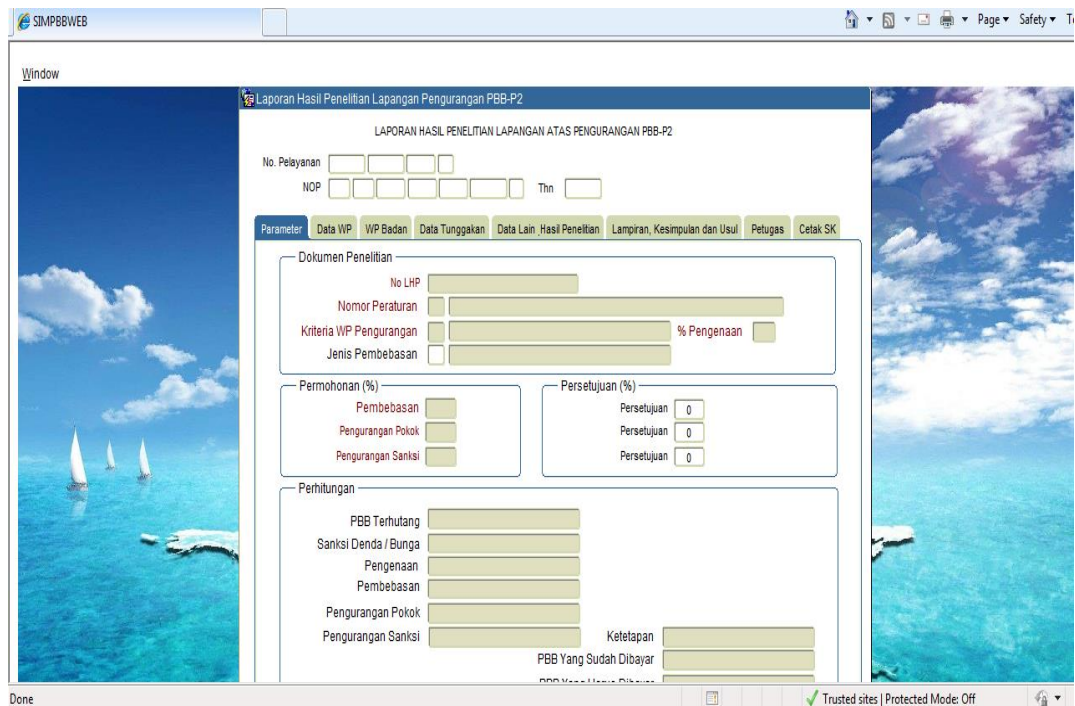 SIMPBBWEB
Page Safety
Window
Laporan Hasil Penelitian Lapangan Pengurangan PBB-P2
LAPORAN HASIL PENELITIAN LAPANGAN ATAS PENGURANGAN PBB-P2
No. Pelayanan
NOP Thn
Parameter Data WP WP Badan Data Tunggakan Data Lain ,Hasil Penelitian Lampiran, Kesimpulan dan Usul Petugas Cetak SK
Dokumen Penelitian
No LHP
Nomor Peraturan
Kriteria WP Pengurangan % Pengenaan
Jenis Pembebasan
Permohonan (%) Persetujuan (%)
Pembebasan Persetujuan 0
Pengurangan Pokok Persetujuan 0
Pengurangan Sanksi Persetujuan 0
Perhitungan
PBB Terhutang
Sanksi Denda / Bunga
Pengenaan
Pembebasan
Pengurangan Pokok
Pengurangan Sanksi Ketetapan
PBB Yang Sudah Dibayar
PBB Yang Harus Dibayar
Done Trusted sites | Protected Mode: Off